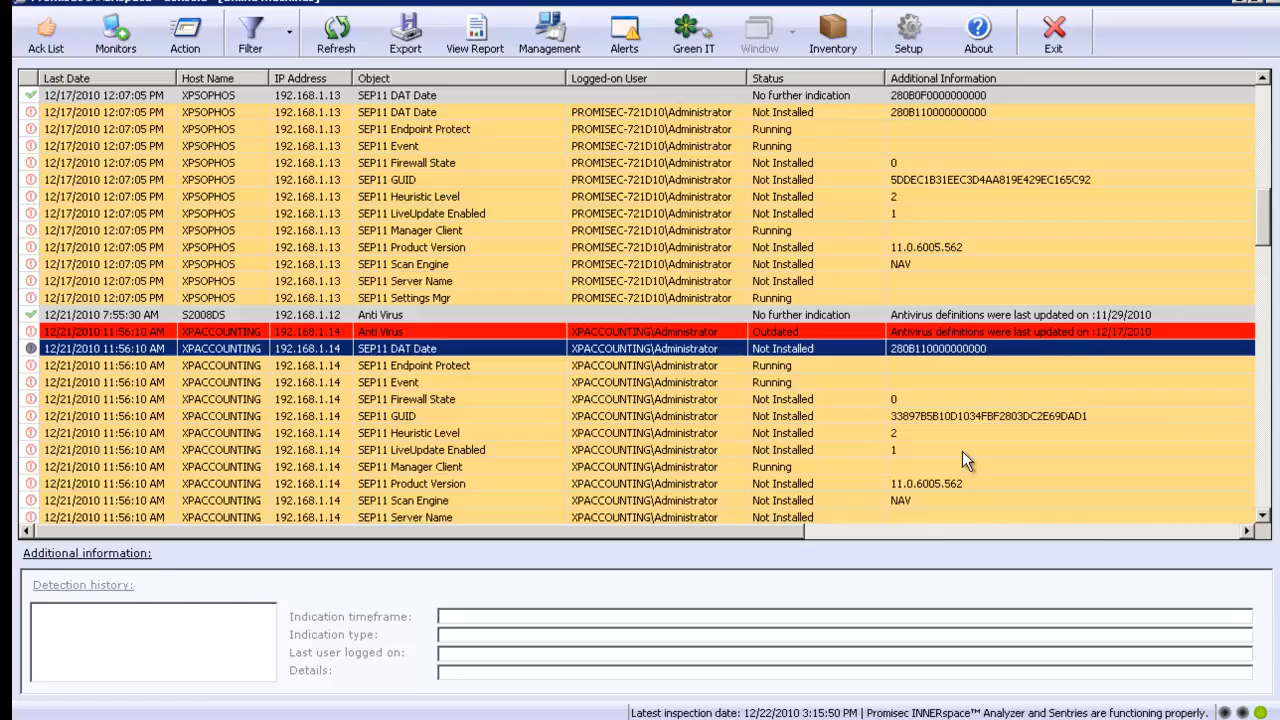 Ack List Monitors Action Filter Refresh Export View Report Management Alerts Green IT Window Inventory Setup About Exit
Last Date Host Name IP Address Object Logged-on User Status Additional Information
12/17/2010 12:07:05 PM XPSOPHOS 192.168.1.13 SEP11 DAT Date No further indication 280B0F0000000000
12/17/2010 12:07:05 PM XPSOPHOS 192.168.1.13 SEP11 DAT Date PROMISEC-721D10\Administrator Not Installed 280B110000000000
12/17/2010 12:07:05 PM XPSOPHOS 192.168.1.13 SEP11 Endpoint Protect PROMISEC-721D10\Administrator Running
12/17/2010 12:07:05 PM XPSOPHOS 192.168.1.13 SEP11 Event PROMISEC-721D10\Administrator Running
12/17/2010 12:07:05 PM XPSOPHOS 192.168.1.13 SEP11 Firewall State PROMISEC-721D10\Administrator Not Installed 0
12/17/2010 12:07:05 PM XPSOPHOS 192.168.1.13 SEP11 GUID PROMISEC-721D10\Administrator Not Installed 5DDEC1B31EEC3D4AA819E429EC165C92
12/17/2010 12:07:05 PM XPSOPHOS 192.168.1.13 SEP11 Heuristic Level PROMISEC-721D10\Administrator Not Installed 2
12/17/2010 12:07:05 PM XPSOPHOS 192.168.1.13 SEP11 LiveUpdate Enabled PROMISEC-721D10\Administrator Not Installed 1
12/17/2010 12:07:05 PM XPSOPHOS 192.168.1.13 SEP11 Manager Client PROMISEC-721D10\Administrator Running
12/17/2010 12:07:05 PM XPSOPHOS 192.168.1.13 SEP11 Product Version PROMISEC-721D10\Administrator Not Installed 11.0.6005.562
12/17/2010 12:07:05 PM XPSOPHOS 192.168.1.13 SEP11 Scan Engine PROMISEC-721D10\Administrator Not Installed NAV
12/17/2010 12:07:05 PM XPSOPHOS 192.168.1.13 SEP11 Server Name PROMISEC-721D10\Administrator Not Installed
12/17/2010 12:07:05 PM XPSOPHOS 192.168.1.13 SEP11 Settings Mgr PROMISEC-721D10\Administrator Running
12/21/2010 7:55:30 AM S2008DS 192.168.1.12 Anti Virus No further indication Antivirus definitions were last updated on :11/29/2010
12/21/2010 11:56:10 AM XPACCOUNTING 192.168.1.14 Anti Virus XPACCOUNTING\Administrator Outdated Antivirus definitions were last updated on :12/17/2010
12/21/2010 11:56:10 AM XPACCOUNTING 192.168.1.14 SEP11 DAT Date XPACCOUNTING\Administrator Not Installed 280B110000000000
12/21/2010 11:56:10 AM XPACCOUNTING 192.168.1.14 SEP11 Endpoint Protect XPACCOUNTING\Administrator Running
12/21/2010 11:56:10 AM XPACCOUNTING 192.168.1.14 SEP11 Event XPACCOUNTING\Administrator Running
12/21/2010 11:56:10 AM XPACCOUNTING 192.168.1.14 SEP11 Firewall State XPACCOUNTING\Administrator Not Installed 0
12/21/2010 11:56:10 AM XPACCOUNTING 192.168.1.14 SEP11 GUID XPACCOUNTING\Administrator Not Installed 33897B5B10D1034FBF2803DC2E69DAD1
12/21/2010 11:56:10 AM XPACCOUNTING 192.168.1.14 SEP11 Heuristic Level XPACCOUNTING\Administrator Not Installed 2
12/21/2010 11:56:10 AM XPACCOUNTING 192.168.1.14 SEP11 LiveUpdate Enabled XPACCOUNTING\Administrator Not Installed 1
12/21/2010 11:56:10 AM XPACCOUNTING 192.168.1.14 SEP11 Manager Client XPACCOUNTING\Administrator Running
12/21/2010 11:56:10 AM XPACCOUNTING 192.168.1.14 SEP11 Product Version XPACCOUNTING\Administrator Not Installed 11.0.6005.562
12/21/2010 11:56:10 AM XPACCOUNTING 192.168.1.14 SEP11 Scan Engine XPACCOUNTING\Administrator Not Installed NAV
12/21/2010 11:56:10 AM XPACCOUNTING 192.168.1.14 SEP11 Server Name XPACCOUNTING\Administrator Not Installed
Additional information:
Detection history:
Indication timeframe:
Indication type:
Last user logged on:
Details:
Latest inspection date: 12/22/2010 3:15:50 PM Promisec INNERspace™ Analyzer and Sentries are functioning properly.